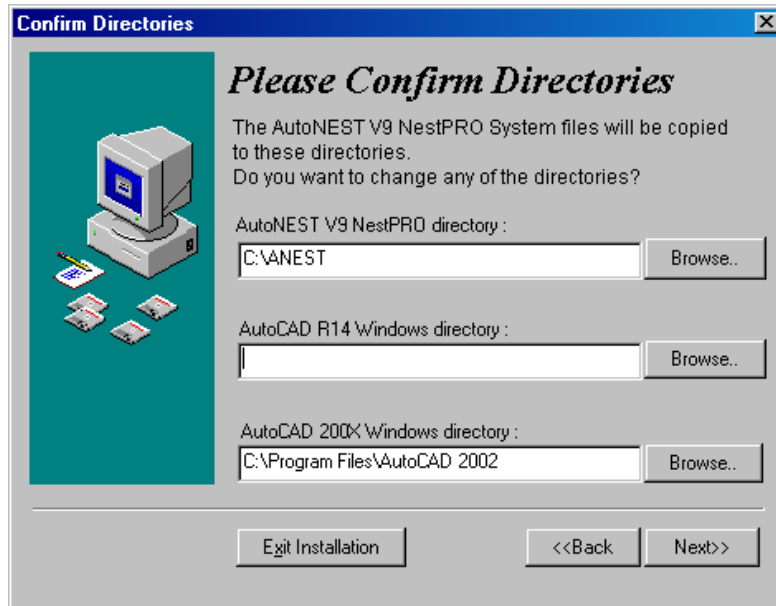 Confirm Directories
Please Confirm Directories
The AutoNEST V9 NestPRO System files will be copied
to these directories.
Do you want to change any of the directories?
AutoNEST V9 NestPRO directory :
C:\ANEST
Browse..
AutoCAD R14 Windows directory :
Browse..
AutoCAD 200X Windows directory :
C:\Program Files\AutoCAD 2002
Browse..
Exit Installation
<<Back
Next>>